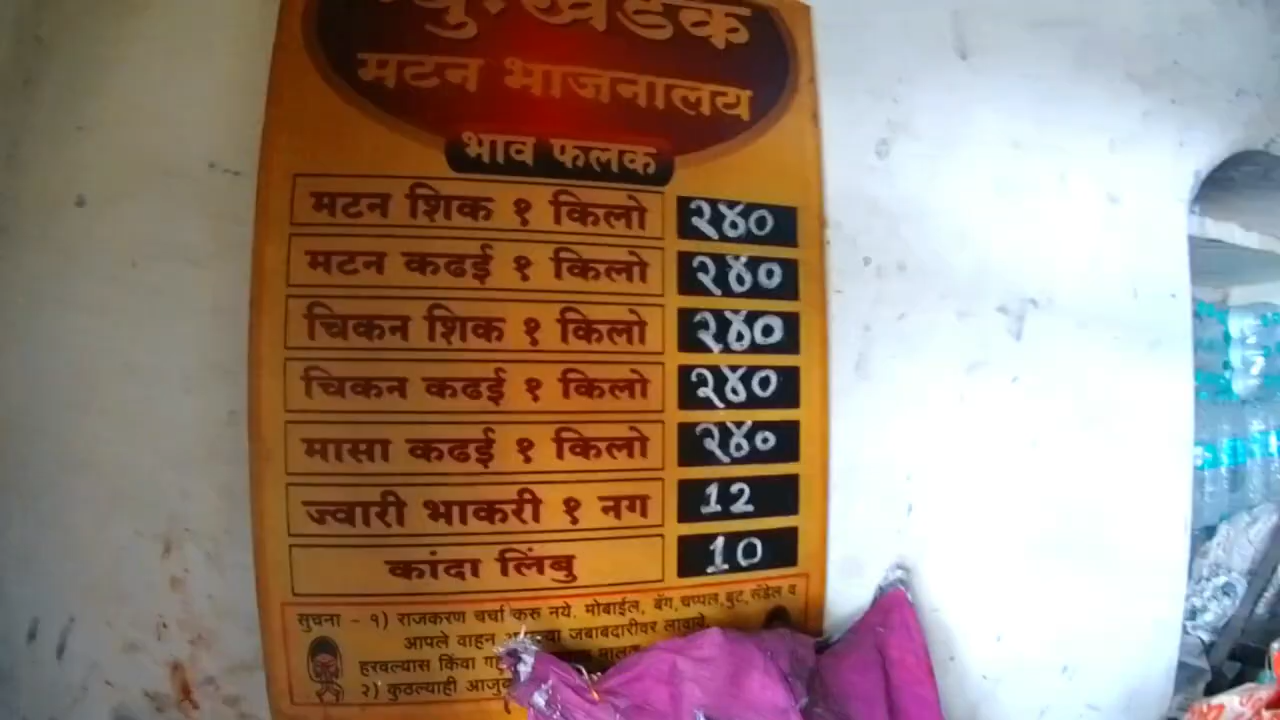 मटन भाजनालय
भाव फलक
मटन शिक १ किलो २४०
मटन कढई १ किलो २४०
चिकन शिक १ किलो २४०
चिकन कढई १ किलो २४०
मासा कढई १ किलो २४०
ज्वारी भाकरी १ नग 12
कांदा लिंबु 10
सुचना - १) राजकरण चर्चा करु नये. मोबाईल, बॅग,चप्पल,बुट,सॅंडेल व
आपले वाहन जबाबदारीवर लावावे.
हरवल्यास किंवा
२) कुठल्याही